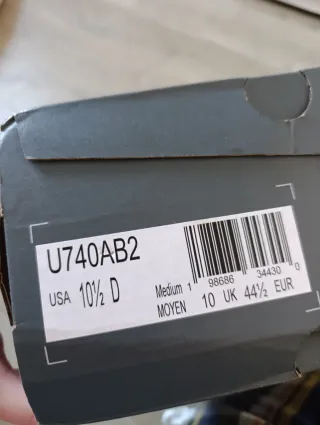 U740AB2
USA 10½ D
Medium
MOYEN
1 98686 34430 0
10 UK 44½ EUR